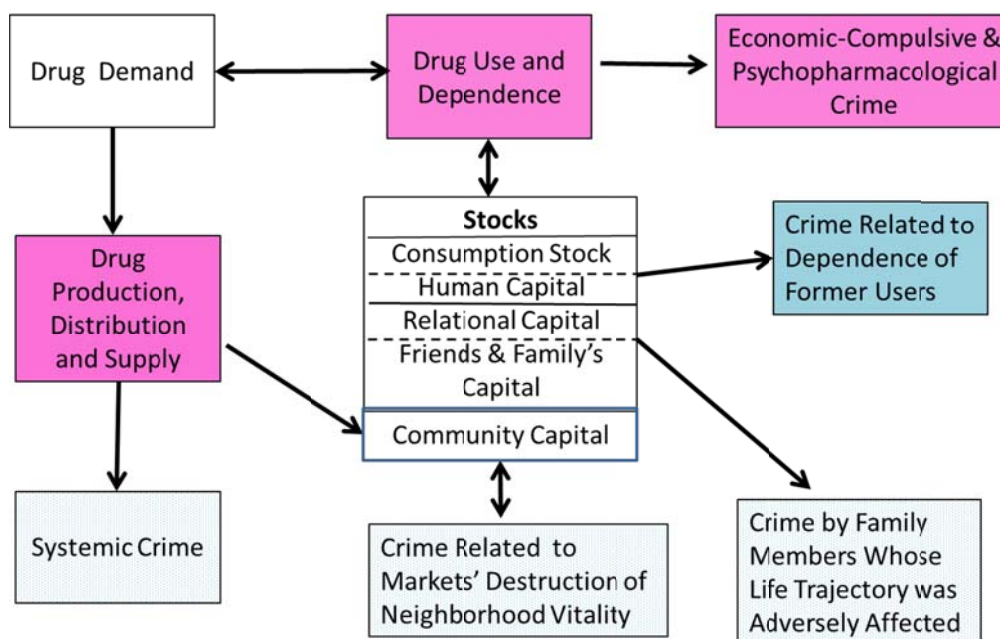 Drug Demand
Drug Use and
Dependence
Economic-Compulsive &
Psychopharmacological
Crime
Drug
Production,
Distribution
and Supply
Stocks
Consumption Stock
Human Capital
Relational Capital
Friends & Family's
Capital
Community Capital
Crime Related to
Dependence of
Former Users
Systemic Crime
Crime Related to
Markets' Destruction of
Neighborhood Vitality
Crime by Family
Members Whose
Life Trajectory was
Adversely Affected